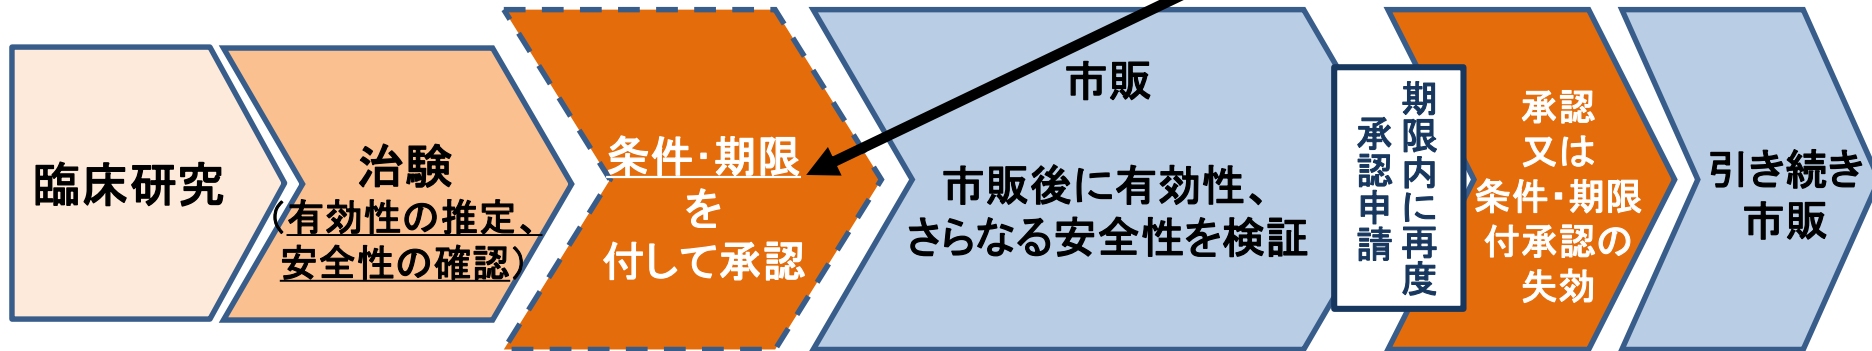 臨床研究
治験
（有効性の推定、
安全性の確認）
条件・期限
を
付して承認
市販
市販後に有効性、
さらなる安全性を検証
期限内に再度
承認申請
承認
又は
条件・期限
付承認の
失効
引き続き
市販